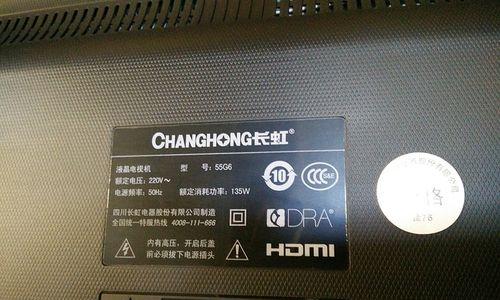 CHANGHONG长虹®
液晶电视机 型 号: 55G6
额定电压: 220V~ 额定消耗功率: 135W
电源频率: 50Hz
10
CCC S&E
四川长虹电器股份有限公司制造
全国统一特服热线 4008-111-666
DRA
内有高压,开启后盖
前必须拔下电源插头
HDMI